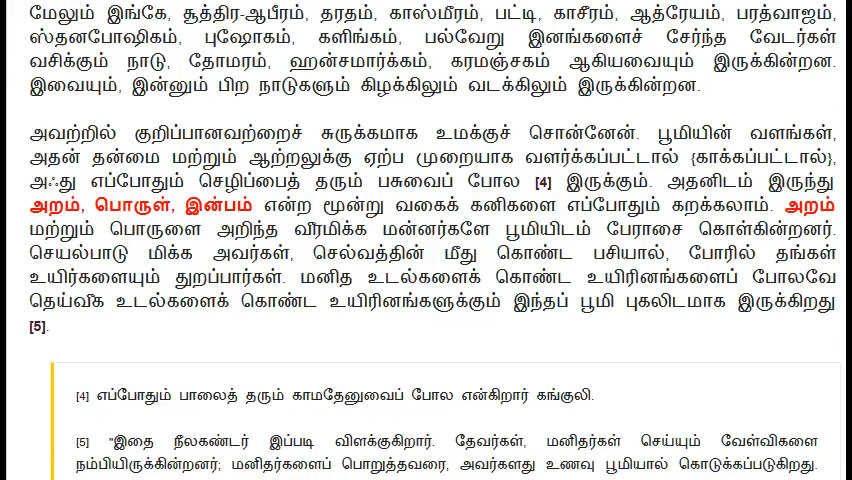 மேலும் இங்கே, சூத்திர-ஆபீரம், தரதம், காஸ்மீரம், பட்டி, காசீரம், ஆத்ரேயம், பரத்வாஜம்,
ஸ்தனபோஷிகம், புஷோகம், களிங்கம், பல்வேறு இனங்களைச் சேர்ந்த வேடர்கள்
வசிக்கும் நாடு, தோமரம், ஹன்சமார்க்கம், கரமஞ்சகம் ஆகியவையும் இருக்கின்றன.
இவையும், இன்னும் பிற நாடுகளும் கிழக்கிலும் வடக்கிலும் இருக்கின்றன.
அவற்றில் குறிப்பானவற்றைச் சுருக்கமாக உமக்குச் சொன்னேன். பூமியின் வளங்கள்,
அதன் தன்மை மற்றும் ஆற்றலுக்கு ஏற்ப முறையாக வளர்க்கப்பட்டால் {காக்கப்பட்டால்},
அஃது எப்போதும் செழிப்பைத் தரும் பசுவைப் போல [4] இருக்கும். அதனிடம் இருந்து
அறம், பொருள், இன்பம் என்ற மூன்று வகைக் கனிகளை எப்போதும் கறக்கலாம். அறம்
மற்றும் பொருளை அறிந்த வீரமிக்க மன்னர்களே பூமியிடம் பேராசை கொள்கின்றனர்.
செயல்பாடு மிக்க அவர்கள், செல்வத்தின் மீது கொண்ட பசியால், போரில் தங்கள்
உயிர்களையும் துறப்பார்கள். மனித உடல்களைக் கொண்ட உயிரினங்களைப் போலவே
தெய்வீக உடல்களைக் கொண்ட உயிரினங்களுக்கும் இந்தப் பூமி புகலிடமாக இருக்கிறது
[5].
[4] எப்போதும் பாலைத் தரும் காமதேனுவைப் போல என்கிறார் கங்குலி.
[5] "இதை நீலகண்டர் இப்படி விளக்குகிறார். தேவர்கள், மனிதர்கள் செய்யும் வேள்விகளை
நம்பியிருக்கின்றனர்; மனிதர்களைப் பொறுத்தவரை, அவர்களது உணவு பூமியால் கொடுக்கப்படுகிறது.